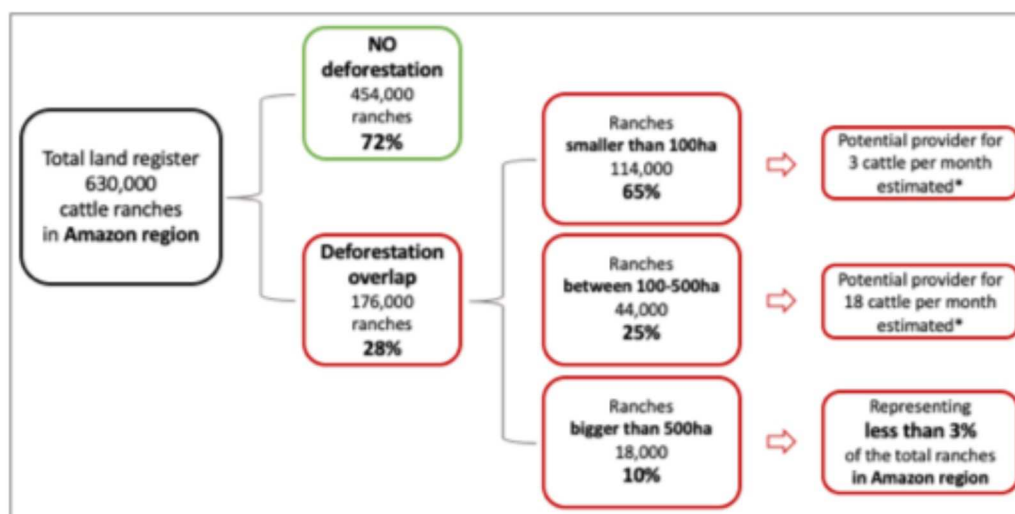 NO
deforestation
454,000
ranches
72%
Total land register
630,000
cattle ranches
in Amazon region
Deforestation
overlap
176,000
ranches
28%
Ranches
smaller than 100ha
114,000
65%
Potential provider for
3 cattle per month
estimated*
Ranches
between 100-500ha
44,000
25%
Potential provider for
18 cattle per month
estimated*
Ranches
bigger than 500ha
18,000
10%
Representing
less than 3%
of the total ranches
in Amazon region